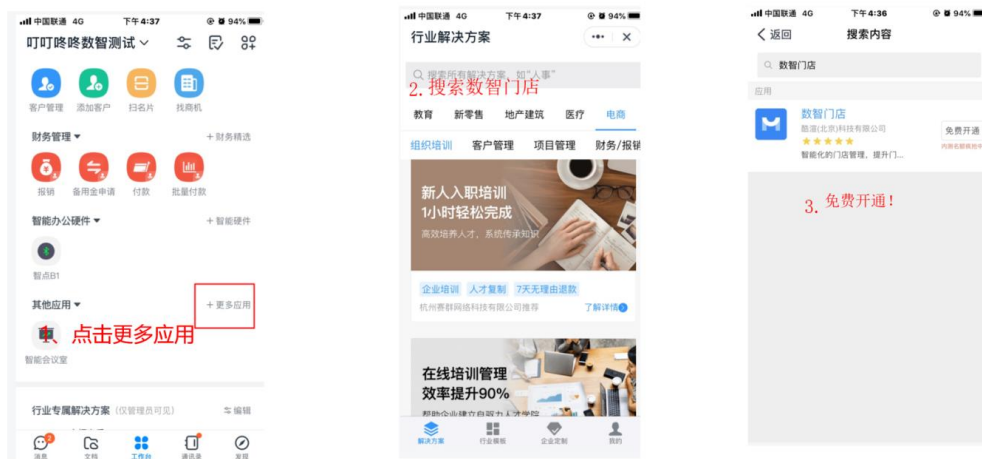 中国联通 4G 下午4:37 94%
叮叮咚咚数智测试
客户管理 添加客户 扫名片 找商机
财务管理 +财务精选
报销 备用金申请 付款 批量付款
智能办公硬件 +智能硬件
智点B1
其他应用 +更多应用
1、点击更多应用
智能会议室
行业专属解决方案 (仅管理员可见) 编辑
2
消息 文档 工作台 通讯录 发现
中国联通 4G 下午4:37 94%
行业解决方案
搜索所有解决方案，如"人事"
2.搜索数智门店
教育 新零售 地产建筑 医疗 电商
组织培训 客户管理 项目管理 财务/报销
新人入职培训
1小时轻松完成
高效培养人才，系统传承知识
企业培训 人才复制 7天无理由退款
杭州赛群网络科技有限公司推荐 了解详情
在线培训管理
效率提升90%
帮助企业建立自驱力人才学院
解决方案 行业模板 企业定制 我的
中国联通 4G 下午4:36 94%
返回 搜索内容
数智门店
应用
数智门店
(北京)科技有限公司
免费开通
智能化的门店管理，提升门...
3.免费开通！